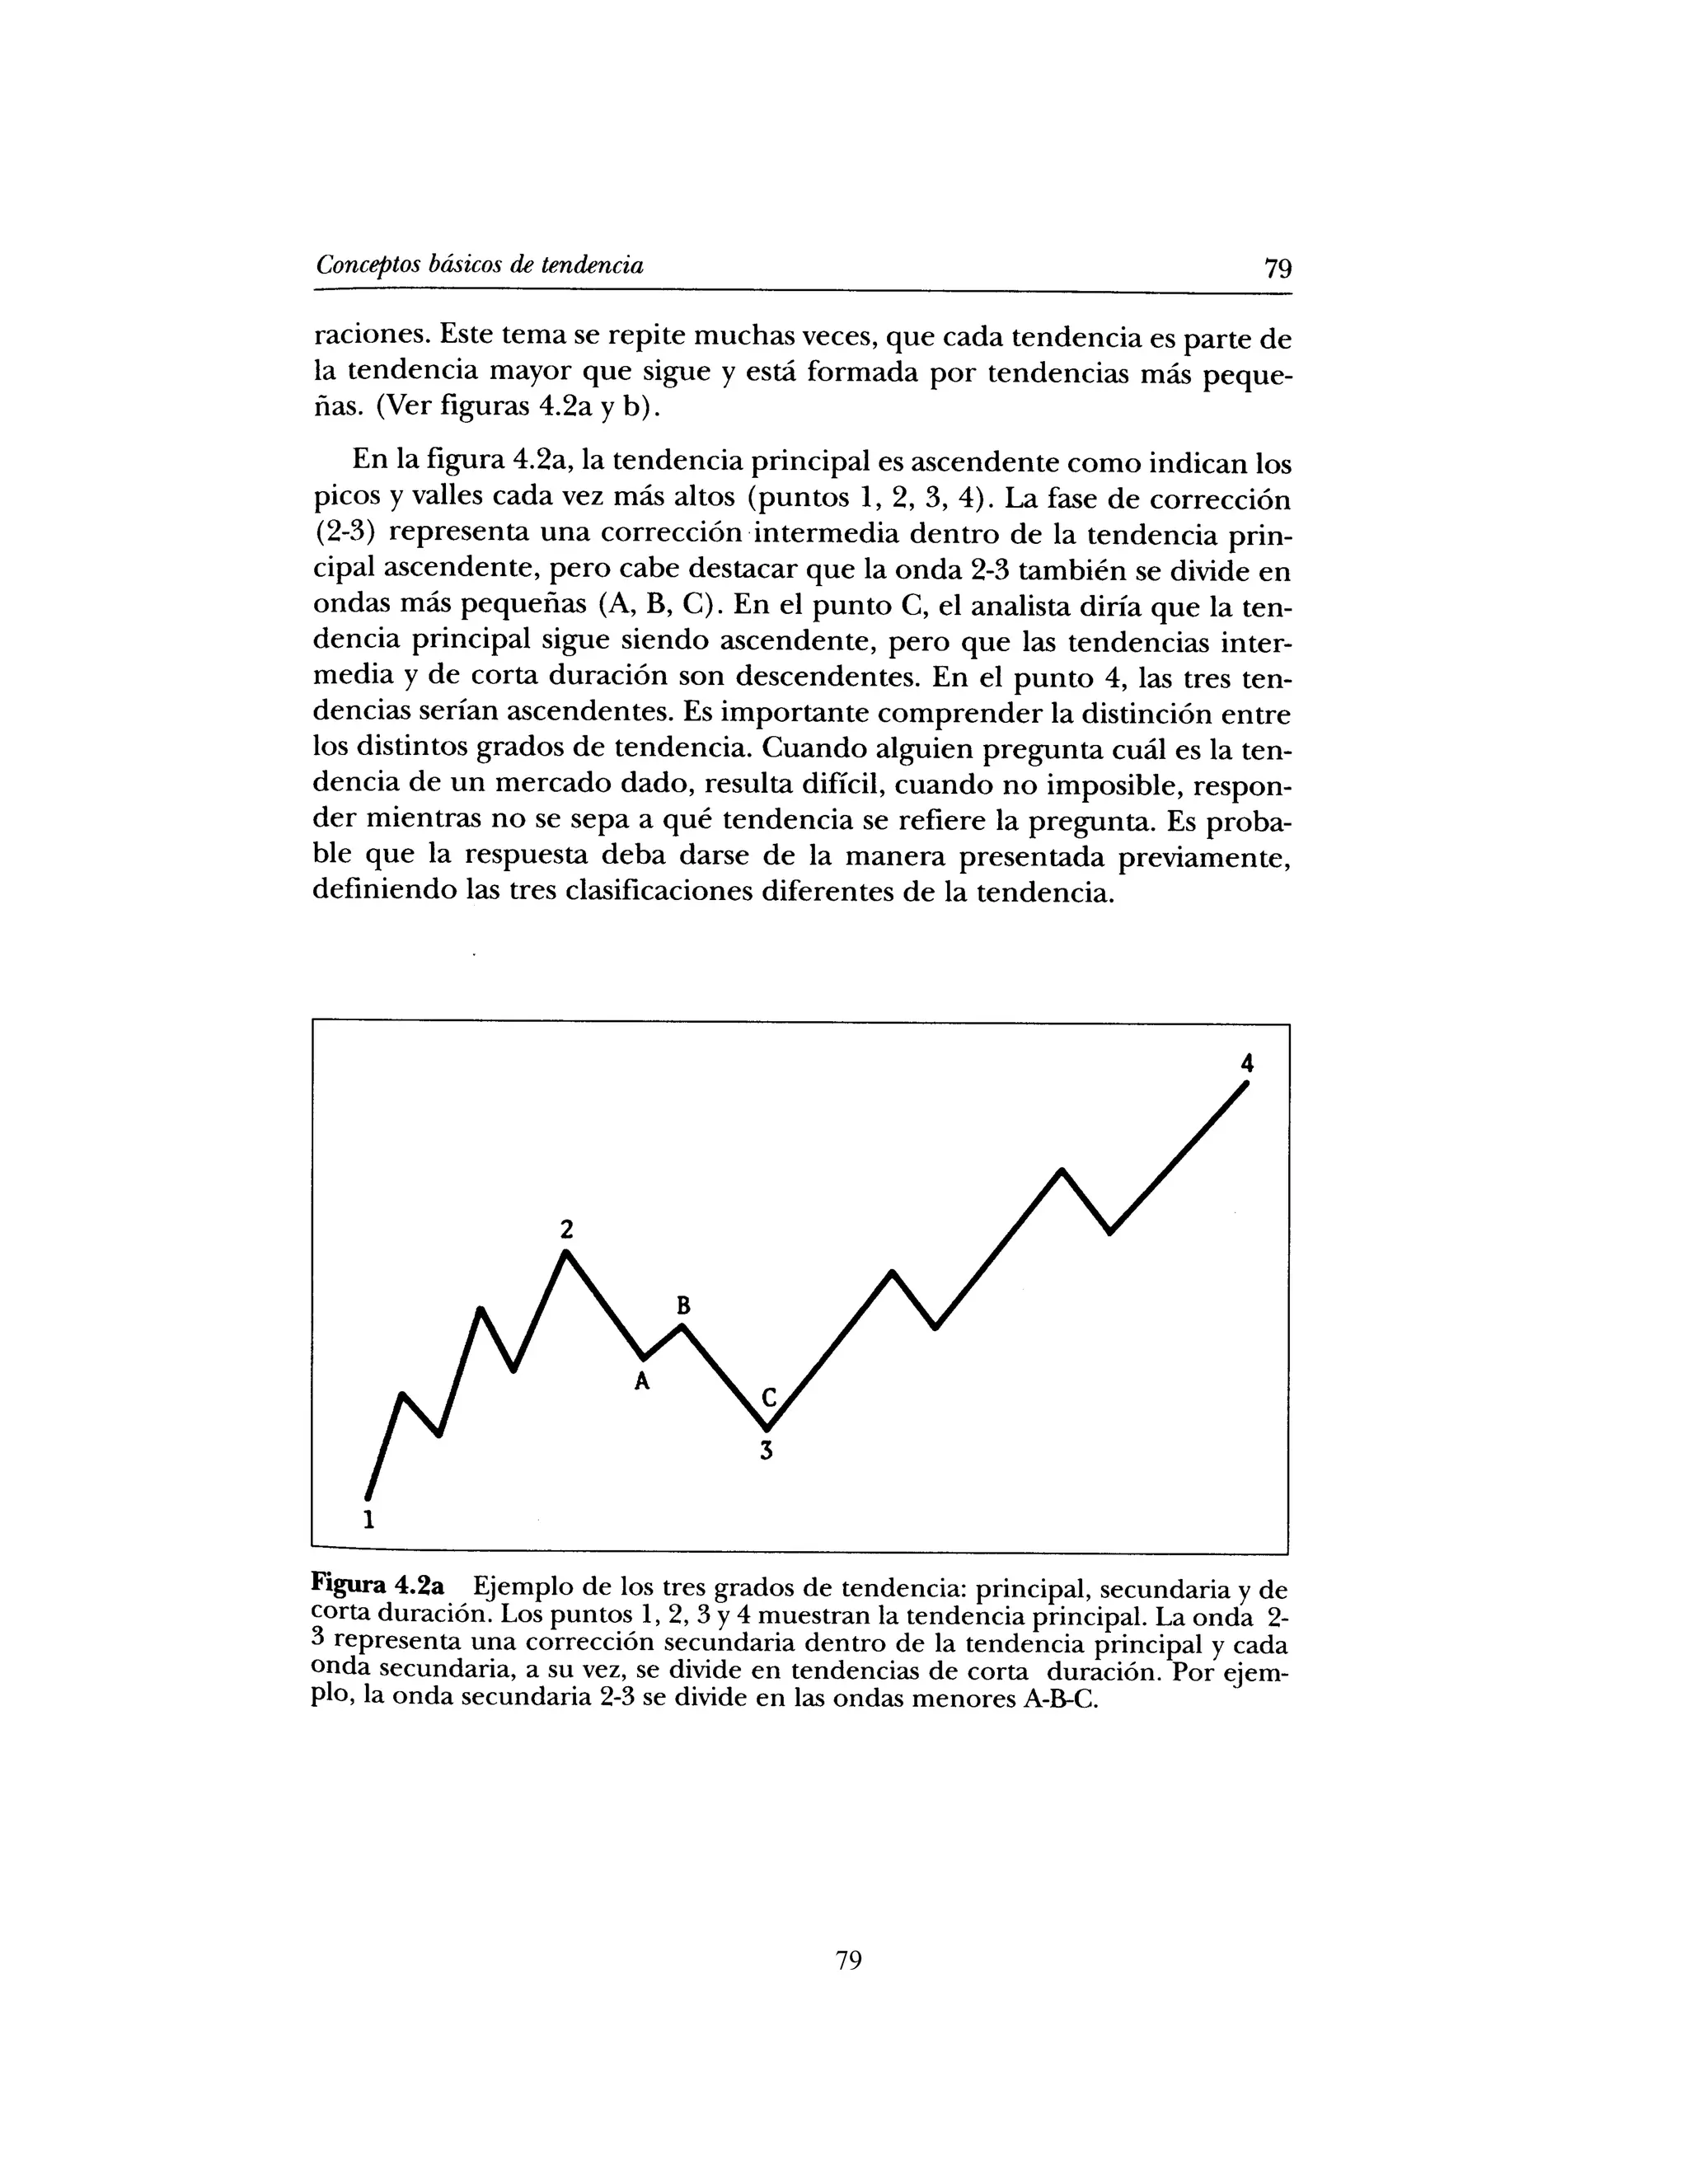 Conceptos básicos de tendencia 79
raciones. Este tema se repite muchas veces, que cada tendencia es parte de
la tendencia mayor que sigue y está formada por tendencias más peque-
ñas. (Ver figuras 4.2a y b).
En la figura 4.2a, la tendencia principal es ascendente como indican los
picos y valles cada vez más altos (puntos 1, 2, 3, 4). La fase de corrección
(2-3) representa una corrección intermedia dentro de la tendencia prin-
cipal ascendente, pero cabe destacar que la onda 2-3 también se divide en
ondas más pequeñas (A, B, C). En el punto C, el analista diría que la ten-
dencia principal sigue siendo ascendente, pero que las tendencias inter-
media y de corta duración son descendentes. En el punto 4, las tres ten-
dencias serían ascendentes. Es importante comprender la distinción entre
los distintos grados de tendencia. Cuando alguien pregunta cuál es la ten-
dencia de un mercado dado, resulta difícil, cuando no imposible, respon-
der mientras no se sepa a qué tendencia se refiere la pregunta. Es proba-
ble que la respuesta deba darse de la manera presentada previamente,
definiendo las tres clasificaciones diferentes de la tendencia.
4
2
B
A
C
3
1
Figura 4.2a Ejemplo de los tres grados de tendencia: principal, secundaria y de
corta duración. Los puntos 1, 2, 3 y 4 muestran la tendencia principal. La onda 2-
3 representa una corrección secundaria dentro de la tendencia principal y cada
onda secundaria, a su vez, se divide en tendencias de corta duración. Por ejem-
plo, la onda secundaria 2-3 se divide en las ondas menores A-B-C.
79